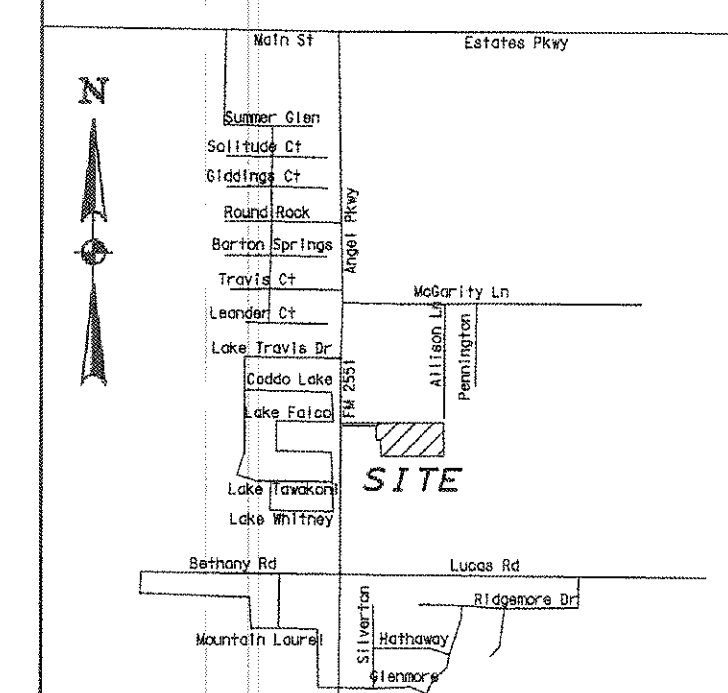 Main St
Estates Pkwy
N
Summer Glen
Solitude Ct
Giddings Ct
Round Rock
Angel Pkwy
Barton Springs
Travis Ct
McGarity Ln
Leander Ct
Allison Ln
Pennington
Lake Travis Dr
FM 2551
Caddo Lake
Lake Falco
SITE
Lake Tawakoni
Lake Whitney
Bethany Rd
Lucas Rd
Ridgemore Dr
Silverton
Mountain Laurel
Hathaway
Glenmore